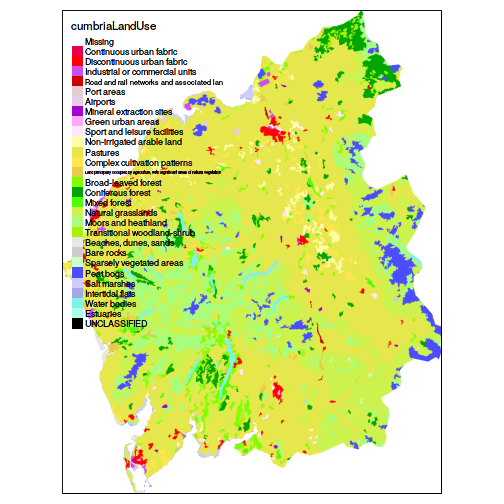 cumbriaLandUse
Missing
Continuous urban fabric
Discontinuous urban fabric
Industrial or commercial units
Road and rail networks and associated lan
Port areas
Airports
Mineral extraction sites
Green urban areas
Sport and leisure facilities
Non-irrigated arable land
Pastures
Complex cultivation patterns
Land principally occupied by agriculture, with significant areas of natural vegetation
Broad-leaved forest
Coniferous forest
Mixed forest
Natural grasslands
Moors and heathland
Transitional woodland-shrub
Beaches, dunes, sands
Bare rocks
Sparsely vegetated areas
Peat bogs
Salt marshes
Intertidal flats
Water bodies
Estuaries
UNCLASSIFIED